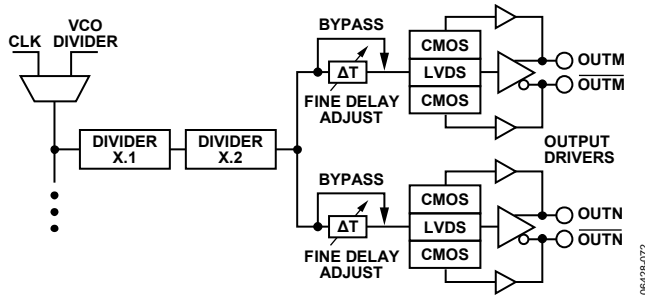 CLK
VCO
DIVIDER
DIVIDER
X.1
DIVIDER
X.2
BYPASS
ΔT
FINE DELAY
ADJUST
CMOS
LVDS
CMOS
OUTM
OUTM
OUTPUT
DRIVERS
BYPASS
ΔT
FINE DELAY
ADJUST
CMOS
LVDS
CMOS
OUTN
OUTN
06428-072